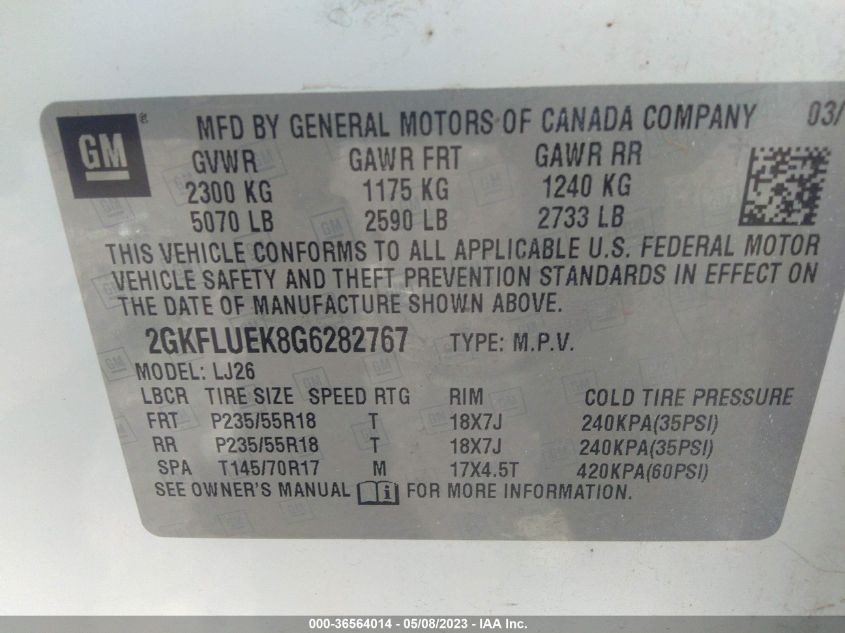 GM ® MFD BY GENERAL MOTORS OF CANADA COMPANY 03/
GVWR GAWR FRT GAWR RR
2300 KG 1175 KG 1240 KG
5070 LB 2590 LB 2733 LB
THIS VEHICLE CONFORMS TO ALL APPLICABLE U.S. FEDERAL MOTOR
VEHICLE SAFETY AND THEFT PREVENTION STANDARDS IN EFFECT ON
THE DATE OF MANUFACTURE SHOWN ABOVE.
2GKFLUEK8G6282767 TYPE: M.P.V.
MODEL: LJ26
LBCR TIRE SIZE SPEED RTG RIM COLD TIRE PRESSURE
FRT P235/55R18 T 18X7J 240KPA(35PSI)
RR P235/55R18 T 18X7J 240KPA(35PSI)
SPA T145/70R17 M 17X4.5T 420KPA(60PSI)
SEE OWNER'S MANUAL FOR MORE INFORMATION.
000-36564014 - 05/08/2023 - IAA Inc.